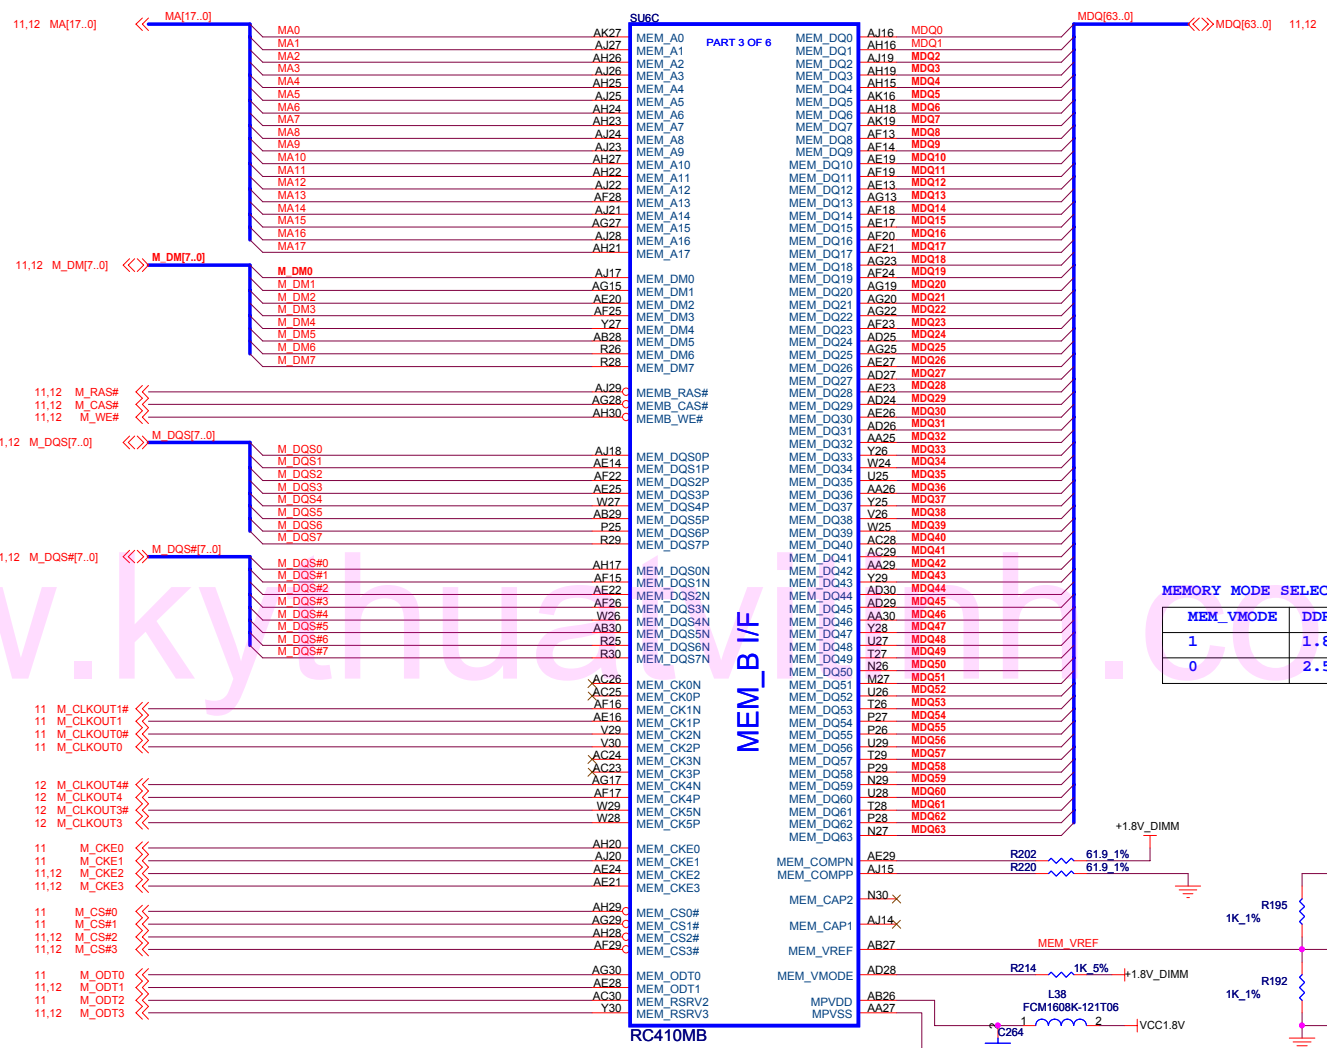 SU6C
PART 3 OF 6
11,12 MA[17..0]
MA[17..0]
MA0 AK27 MEM_A0
MA1 AJ27 MEM_A1
MA2 AH26 MEM_A2
MA3 AJ26 MEM_A3
MA4 AH25 MEM_A4
MA5 AJ25 MEM_A5
MA6 AH24 MEM_A6
MA7 AH23 MEM_A7
MA8 AJ24 MEM_A8
MA9 AJ23 MEM_A9
MA10 AH27 MEM_A10
MA11 AH22 MEM_A11
MA12 AJ22 MEM_A12
MA13 AF28 MEM_A13
MA14 AJ21 MEM_A14
MA15 AG27 MEM_A15
MA16 AJ28 MEM_A16
MA17 AH21 MEM_A17
11,12 M_DM[7..0]
M_DM[7..0]
M_DM0 AJ17 MEM_DM0
M_DM1 AG15 MEM_DM1
M_DM2 AE20 MEM_DM2
M_DM3 AF25 MEM_DM3
M_DM4 Y27 MEM_DM4
M_DM5 AB28 MEM_DM5
M_DM6 R26 MEM_DM6
M_DM7 R28 MEM_DM7
11,12 M_RAS# AJ29 MEMB_RAS#
11,12 M_CAS# AG28 MEMB_CAS#
11,12 M_WE# AH30 MEMB_WE#
1,12 M_DQS[7..0]
M_DQS[7..0]
M_DQS0 AJ18 MEM_DQS0P
M_DQS1 AE14 MEM_DQS1P
M_DQS2 AF22 MEM_DQS2P
M_DQS3 AE25 MEM_DQS3P
M_DQS4 W27 MEM_DQS4P
M_DQS5 AB29 MEM_DQS5P
M_DQS6 P25 MEM_DQS6P
M_DQS7 R29 MEM_DQS7P
1,12 M_DQS#[7..0]
M_DQS#[7..0]
M_DQS#0 AH17 MEM_DQS0N
M_DQS#1 AF15 MEM_DQS1N
M_DQS#2 AE22 MEM_DQS2N
M_DQS#3 AF26 MEM_DQS3N
M_DQS#4 W26 MEM_DQS4N
M_DQS#5 AB30 MEM_DQS5N
M_DQS#6 R25 MEM_DQS6N
M_DQS#7 R30 MEM_DQS7N
AC26 MEM_CK0N
AC25 MEM_CK0P
11 M_CLKOUT1# AF16 MEM_CK1N
11 M_CLKOUT1 AE16 MEM_CK1P
11 M_CLKOUT0# V29 MEM_CK2N
11 M_CLKOUT0 V30 MEM_CK2P
AC24 MEM_CK3N
AC23 MEM_CK3P
12 M_CLKOUT4# AG17 MEM_CK4N
12 M_CLKOUT4 AF17 MEM_CK4P
12 M_CLKOUT3# W29 MEM_CK5N
12 M_CLKOUT3 W28 MEM_CK5P
11 M_CKE0 AH20 MEM_CKE0
11 M_CKE1 AJ20 MEM_CKE1
11,12 M_CKE2 AE24 MEM_CKE2
11,12 M_CKE3 AE21 MEM_CKE3
11 M_CS#0 AH29 MEM_CS0#
11 M_CS#1 AG29 MEM_CS1#
11,12 M_CS#2 AH28 MEM_CS2#
11,12 M_CS#3 AF29 MEM_CS3#
11 M_ODT0 AG30 MEM_ODT0
11,12 M_ODT1 AE28 MEM_ODT1
11 M_ODT2 AC30 MEM_RSRV2
11,12 M_ODT3 Y30 MEM_RSRV3
MEM_B I/F
RC410MB
MDQ[63..0]
MDQ[63..0] 11,12
MEM_DQ0 AJ16 MDQ0
MEM_DQ1 AH16 MDQ1
MEM_DQ2 AJ19 MDQ2
MEM_DQ3 AH19 MDQ3
MEM_DQ4 AH15 MDQ4
MEM_DQ5 AK16 MDQ5
MEM_DQ6 AH18 MDQ6
MEM_DQ7 AK19 MDQ7
MEM_DQ8 AF13 MDQ8
MEM_DQ9 AF14 MDQ9
MEM_DQ10 AE19 MDQ10
MEM_DQ11 AF19 MDQ11
MEM_DQ12 AE13 MDQ12
MEM_DQ13 AG13 MDQ13
MEM_DQ14 AF18 MDQ14
MEM_DQ15 AE17 MDQ15
MEM_DQ16 AF20 MDQ16
MEM_DQ17 AF21 MDQ17
MEM_DQ18 AG23 MDQ18
MEM_DQ19 AF24 MDQ19
MEM_DQ20 AG19 MDQ20
MEM_DQ21 AG20 MDQ21
MEM_DQ22 AG22 MDQ22
MEM_DQ23 AF23 MDQ23
MEM_DQ24 AD25 MDQ24
MEM_DQ25 AG25 MDQ25
MEM_DQ26 AE27 MDQ26
MEM_DQ27 AD27 MDQ27
MEM_DQ28 AE23 MDQ28
MEM_DQ29 AD24 MDQ29
MEM_DQ30 AE26 MDQ30
MEM_DQ31 AD26 MDQ31
MEM_DQ32 AA25 MDQ32
MEM_DQ33 Y26 MDQ33
MEM_DQ34 W24 MDQ34
MEM_DQ35 U25 MDQ35
MEM_DQ36 AA26 MDQ36
MEM_DQ37 Y25 MDQ37
MEM_DQ38 V26 MDQ38
MEM_DQ39 W25 MDQ39
MEM_DQ40 AC28 MDQ40
MEM_DQ41 AC29 MDQ41
MEM_DQ42 AA29 MDQ42
MEM_DQ43 Y29 MDQ43
MEM_DQ44 AD30 MDQ44
MEM_DQ45 AD29 MDQ45
MEM_DQ46 AA30 MDQ46
MEM_DQ47 Y28 MDQ47
MEM_DQ48 U27 MDQ48
MEM_DQ49 T27 MDQ49
MEM_DQ50 N26 MDQ50
MEM_DQ51 M27 MDQ51
MEM_DQ52 U26 MDQ52
MEM_DQ53 T26 MDQ53
MEM_DQ54 P27 MDQ54
MEM_DQ55 P26 MDQ55
MEM_DQ56 U29 MDQ56
MEM_DQ57 T29 MDQ57
MEM_DQ58 P29 MDQ58
MEM_DQ59 N29 MDQ59
MEM_DQ60 U28 MDQ60
MEM_DQ61 T28 MDQ61
MEM_DQ62 P28 MDQ62
MEM_DQ63 N27 MDQ63
+1.8V_DIMM
MEM_COMPN AE29 R202 61.9_1%
MEM_COMPP AJ15 R220 61.9_1%
MEM_CAP2 N30
MEM_CAP1 AJ14
MEM_VREF AB27 MEM_VREF
MEM_VMODE AD28 R214 1K_5% +1.8V_DIMM
MPVDD AB26
MPVSS AA27
L38
FCM1608K-121T06
1 2 VCC1.8V
2
C264
R195
1K_1%
R192
1K_1%
MEMORY MODE SELEC
MEM_VMODE DDR
1 1.8
0 2.5
w.kythuatvitinh.co